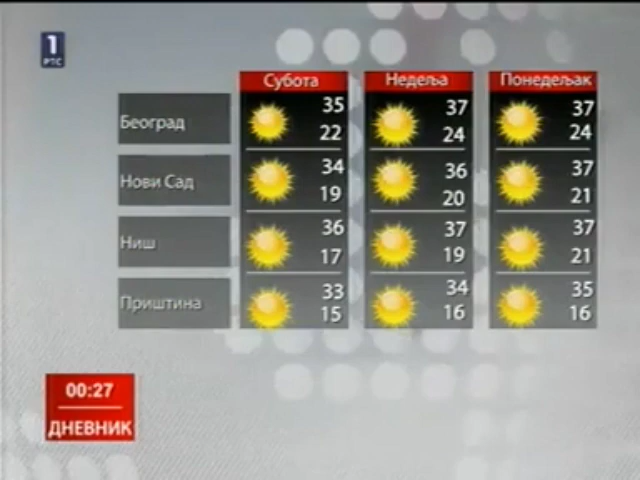 1
РТС
Субота Недеља Понедељак
Београд 35 37 37
22 24 24
Нови Сад 34 36 37
19 20 21
Ниш 36 37 37
17 19 21
Приштина 33 34 35
15 16 16
00:27
ДНЕВНИК